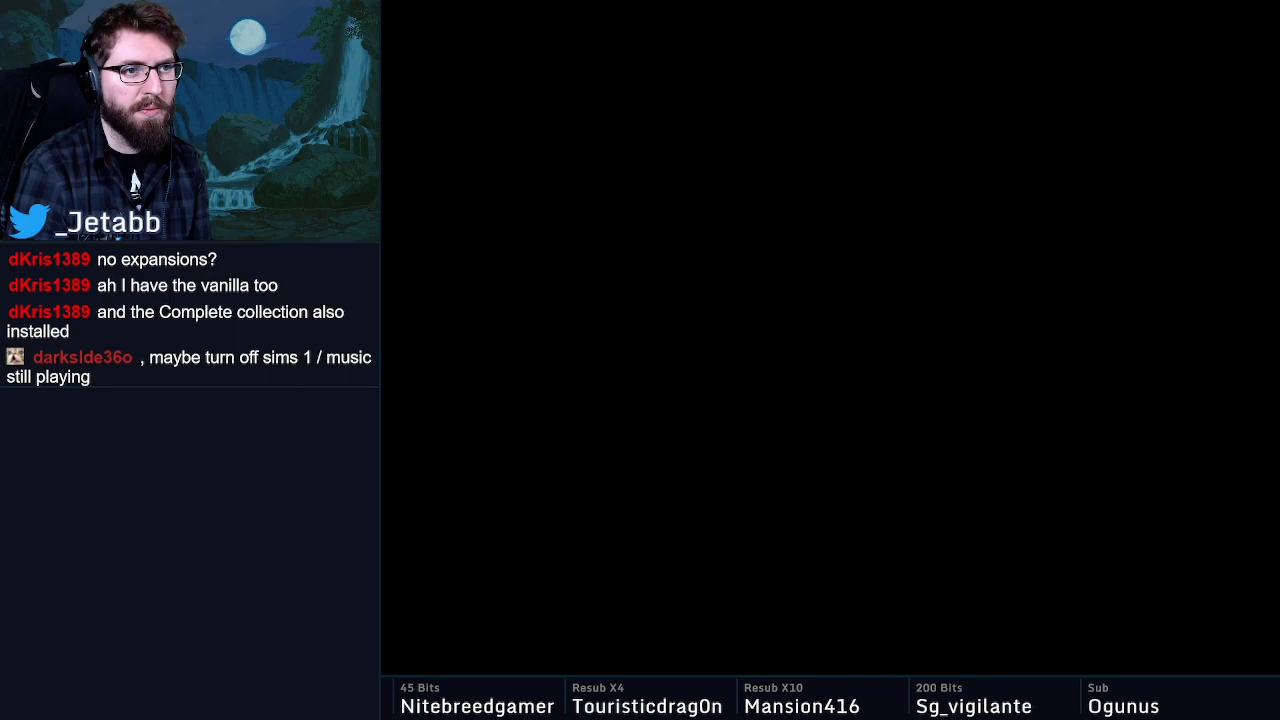 _Jetabb
dKris1389 no expansions?
dKris1389 ah I have the vanilla too
dKris1389 and the Complete collection also
installed
darkslde36o , maybe turn off sims 1 / music
still playing
45 Bits
Nitebreedgamer
Resub X4
Touristicdrag0n
Resub X10
Mansion416
200 Bits
Sg_vigilante
Sub
Ogunus